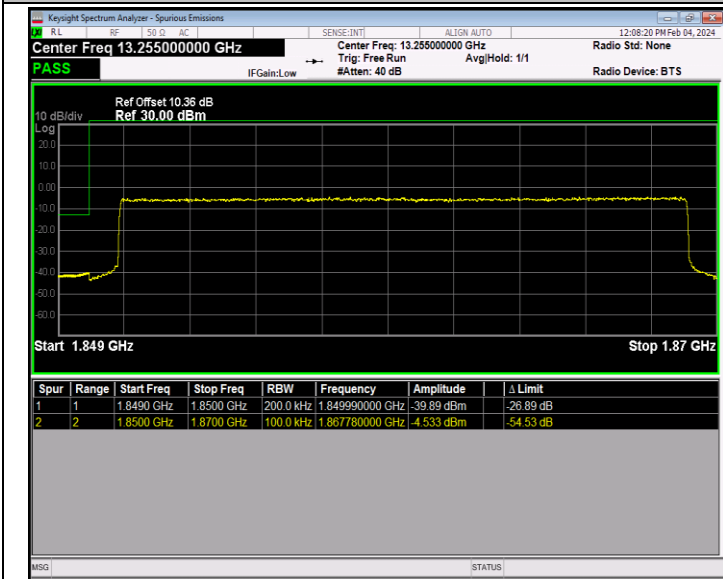 Keysight Spectrum Analyzer - Spurious Emissions
LXI RL RF 50 Ω AC SENSE:INT ALIGN AUTO 12:08:20 PM Feb 04, 2024
Center Freq 13.255000000 GHz Center Freq: 13.255000000 GHz Radio Std: None
PASS Trig: Free Run Avg|Hold: 1/1
IFGain:Low #Atten: 40 dB Radio Device: BTS
Ref Offset 10.36 dB
10 dB/div Ref 30.00 dBm
Log
20.0
10.0
0.00
-10.0
-20.0
-30.0
-40.0
-50.0
-60.0
Start 1.849 GHz Stop 1.87 GHz
Spur Range Start Freq Stop Freq RBW Frequency Amplitude Δ Limit
1 1 1.8490 GHz 1.8500 GHz 200.0 kHz 1.849990000 GHz -39.89 dBm -26.89 dB
2 2 1.8500 GHz 1.8700 GHz 100.0 kHz 1.867780000 GHz -4.533 dBm -54.53 dB
MSG STATUS